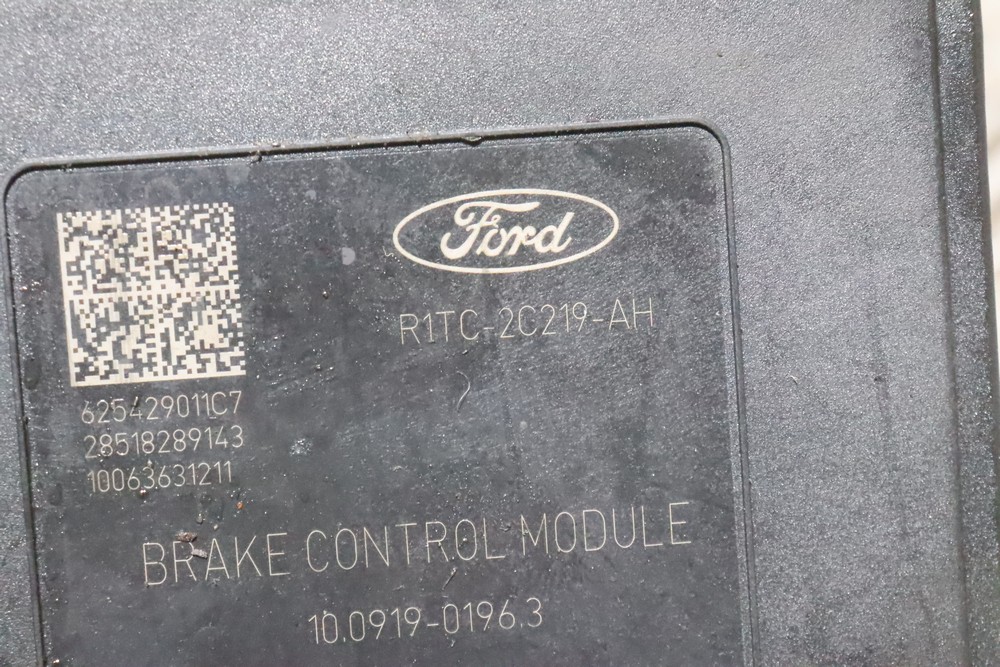 Ford
R1TC-2C219-AH
625429011C7
28518289143
10063631211
BRAKE CONTROL MODULE
10.0919-0196.3